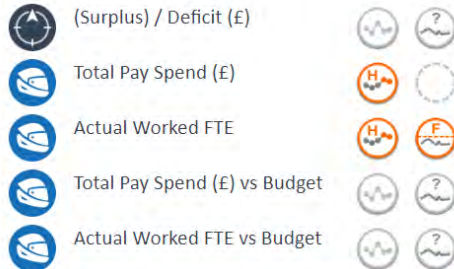 (Surplus) / Deficit (£)
?
Total Pay Spend (£)
H
Actual Worked FTE
H
F
Total Pay Spend (£) vs Budget
?
Actual Worked FTE vs Budget
?